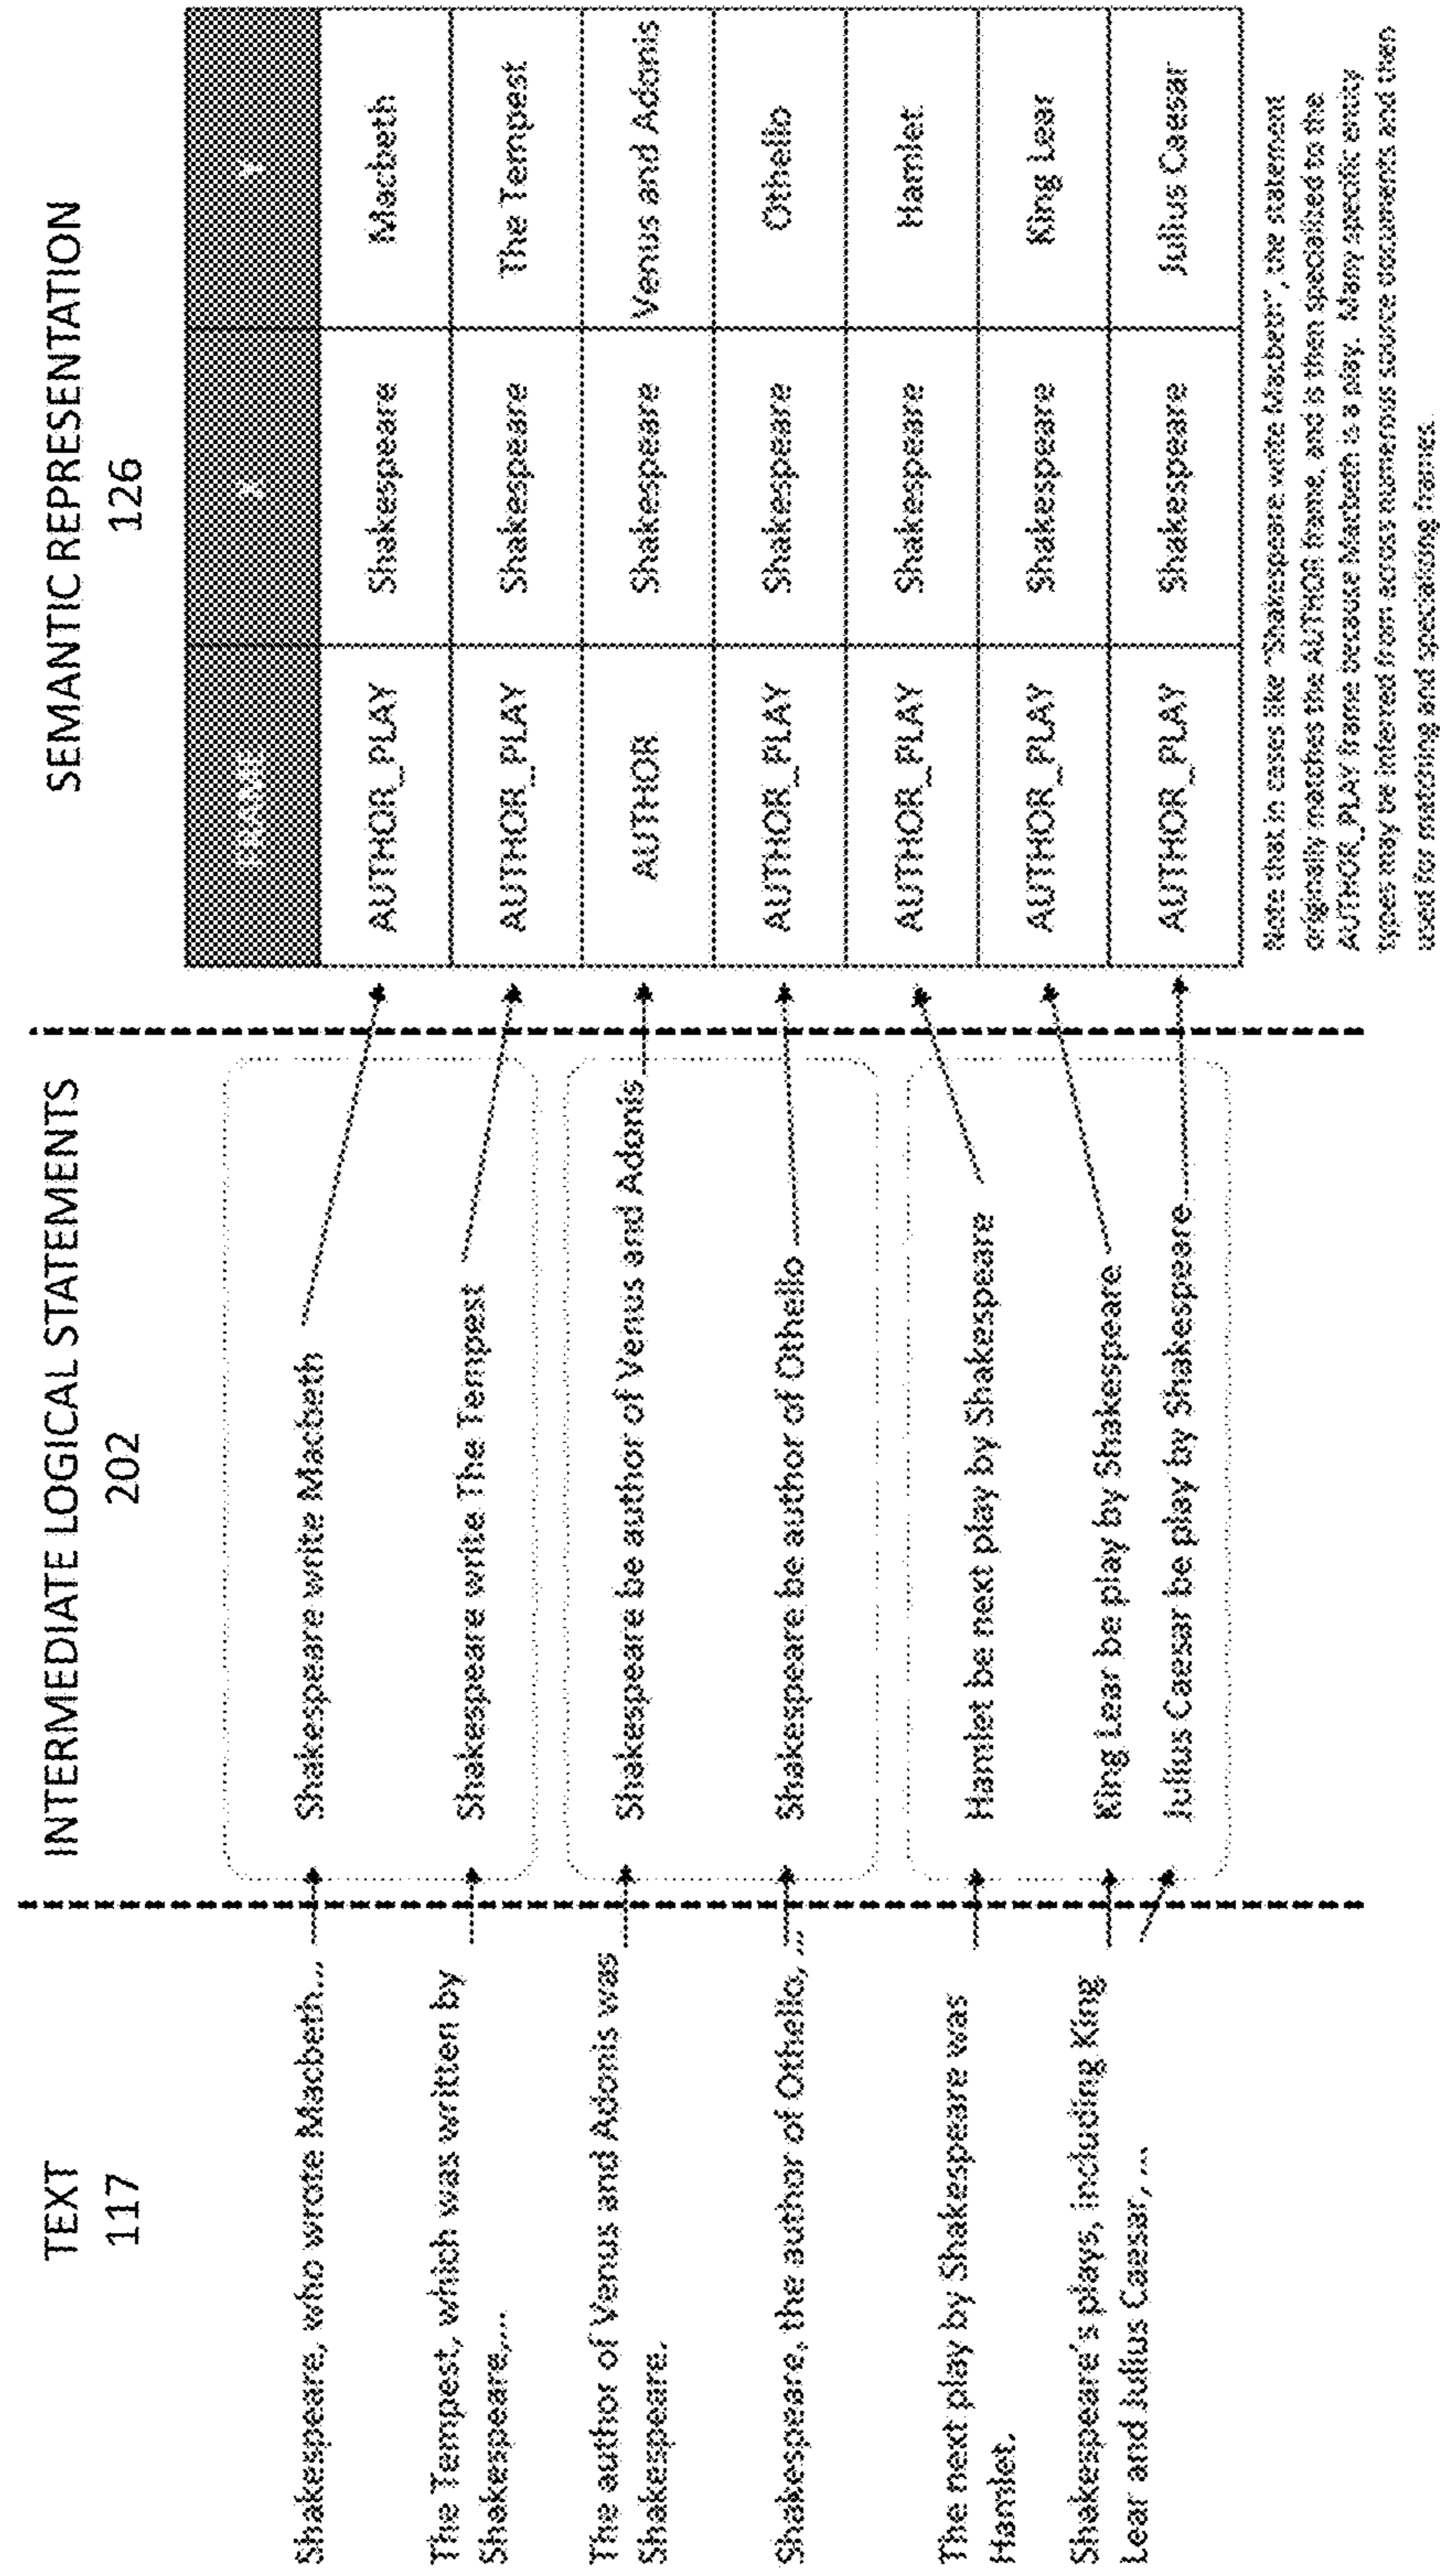 TEXT
117
Shakespeare, who wrote Macbeth...
The Tempest, which was written by
Shakespeare,...
The author of Venus and Adonis was
Shakespeare.
Shakespeare, the author of Othello, ...
The next play by Shakespeare was
Hamlet.
Shakespeare's plays, including King
Lear and Julius Caesar, ...
INTERMEDIATE LOGICAL STATEMENTS
202
Shakespeare write Macbeth
Shakespeare write The Tempest
Shakespeare be author of Venus and Adonis
Shakespeare be author of Othello
Hamlet be next play by Shakespeare
King Lear be play by Shakespeare
Julius Caesar be play by Shakespeare
SEMANTIC REPRESENTATION
126
FRAME X Y
AUTHOR_PLAY Shakespeare Macbeth
AUTHOR_PLAY Shakespeare The Tempest
AUTHOR Shakespeare Venus and Adonis
AUTHOR_PLAY Shakespeare Othello
AUTHOR_PLAY Shakespeare Hamlet
AUTHOR_PLAY Shakespeare King Lear
AUTHOR_PLAY Shakespeare Julius Caesar
Note that in cases like "Shakespeare write Macbeth", the statement
originally matches the AUTHOR frame, and is then specialized to the
AUTHOR_PLAY frame because Macbeth is a play. Many specific entity
types may be inferred from across numerous source documents and then
used for matching and specializing frames.